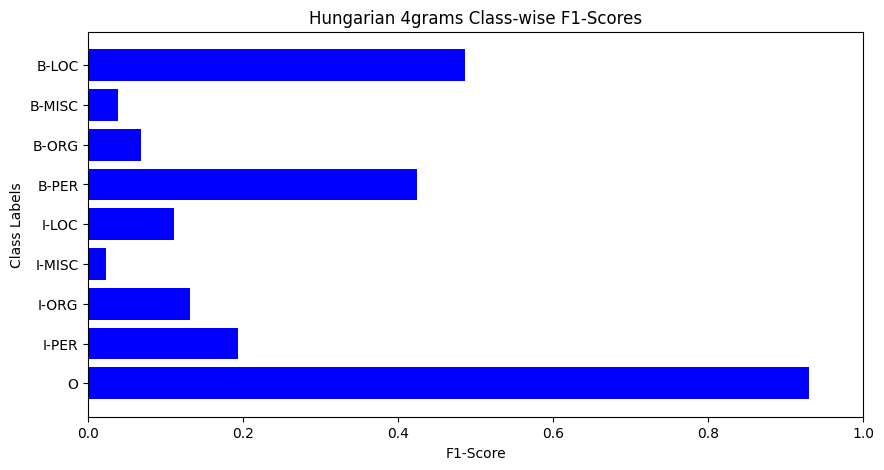 Hungarian 4grams Class-wise F1-Scores
Class Labels
B-LOC
B-MISC
B-ORG
B-PER
I-LOC
I-MISC
I-ORG
I-PER
O
0.0 0.2 0.4 0.6 0.8 1.0
F1-Score